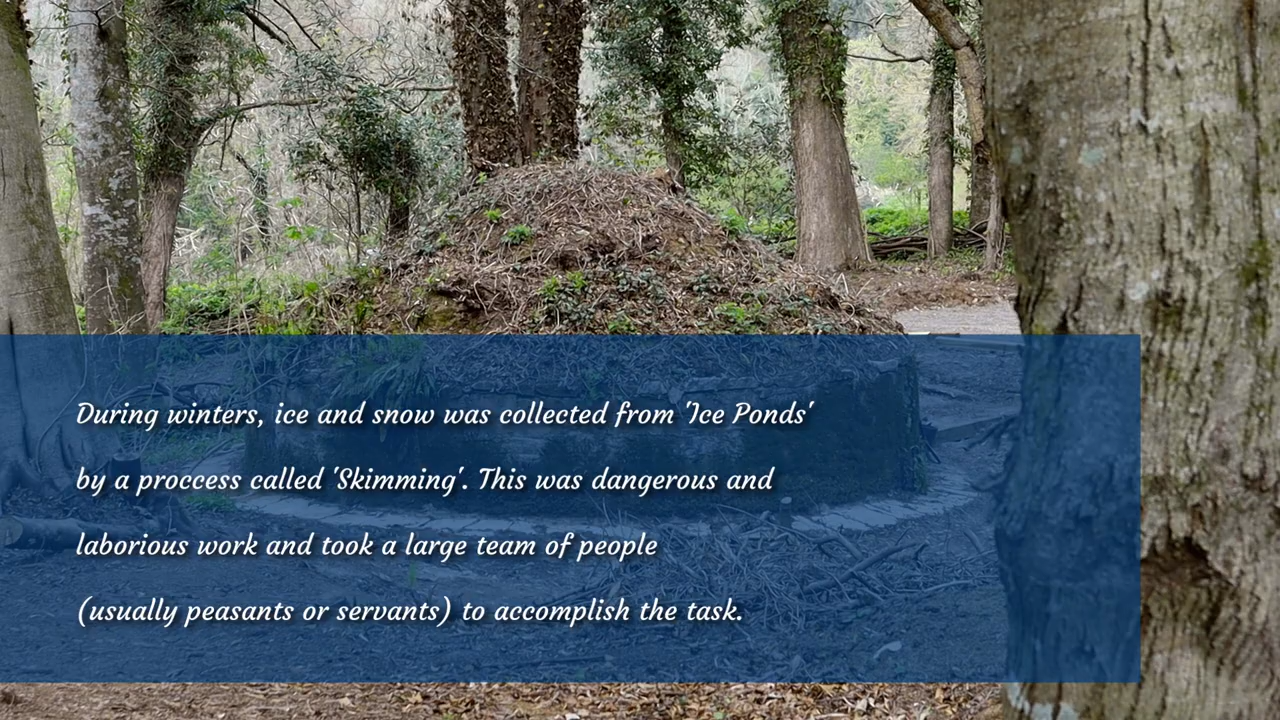 During winters, ice and snow was collected from 'Ice Ponds'
by a proccess called 'Skimming'. This was dangerous and
laborious work and took a large team of people
(usually peasants or servants) to accomplish the task.